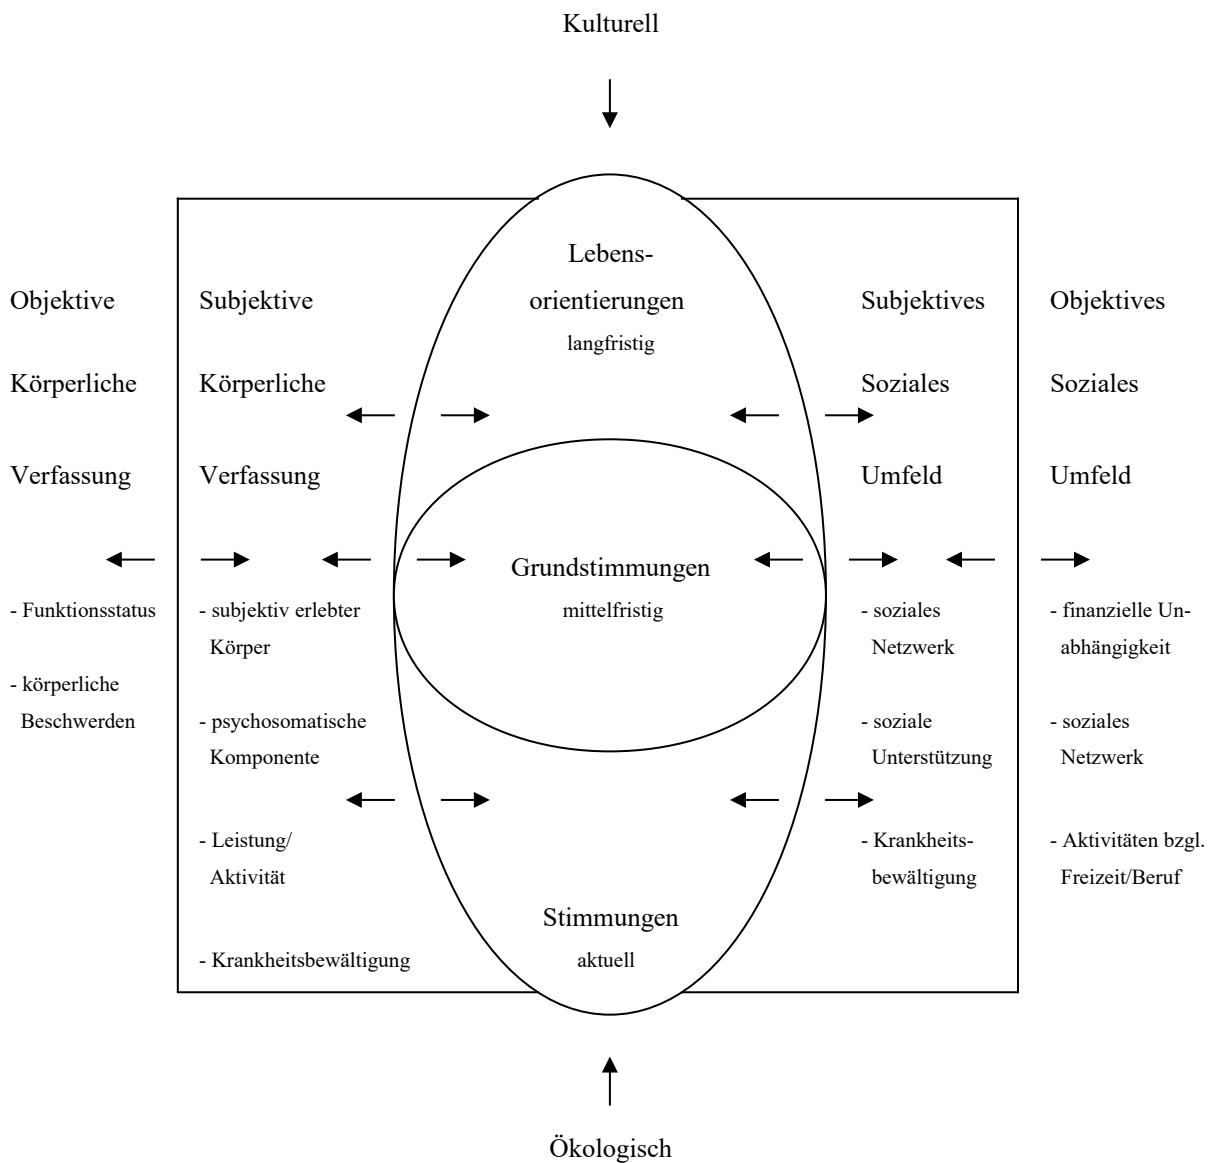 Kulturell
Lebens-
orientierungen
langfristig
Objektive
Körperliche
Verfassung
- Funktionsstatus
- körperliche
Beschwerden
Subjektive
Körperliche
Verfassung
- subjektiv erlebter
Körper
- psychosomatische
Komponente
- Leistung/
Aktivität
- Krankheitsbewältigung
Grundstimmungen
mittelfristig
Stimmungen
aktuell
Subjektives
Soziales
Umfeld
- soziales
Netzwerk
- soziale
Unterstützung
- Krankheits-
bewältigung
Objektives
Soziales
Umfeld
- finanzielle Un-
abhängigkeit
- soziales
Netzwerk
- Aktivitäten bzgl.
Freizeit/Beruf
Ökologisch